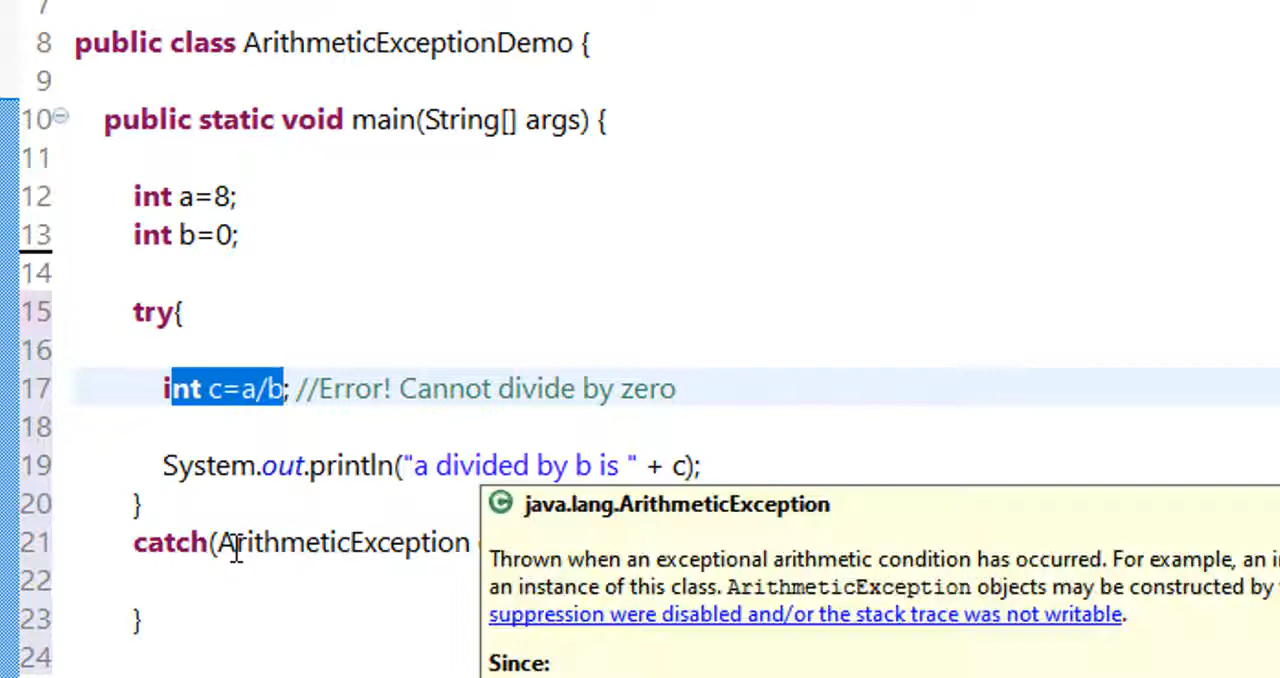 7
8 public class ArithmeticExceptionDemo {
9
10 public static void main(String[] args) {
11
12 int a=8;
13 int b=0;
14
15 try{
16
17 int c=a/b; //Error! Cannot divide by zero
18
19 System.out.println("a divided by b is " + c);
20 }
21 catch(ArithmeticException
22
23 }
24
java.lang.ArithmeticException
Thrown when an exceptional arithmetic condition has occurred. For example, an
an instance of this class. ArithmeticException objects may be constructed by
suppression were disabled and/or the stack trace was not writable.
Since: